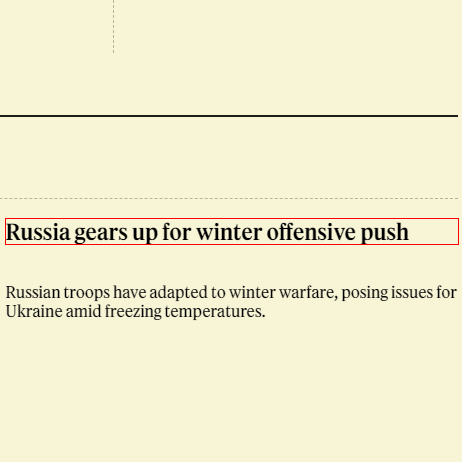 Russia gears up for winter offensive push
Russian troops have adapted to winter warfare, posing issues for
Ukraine amid freezing temperatures.